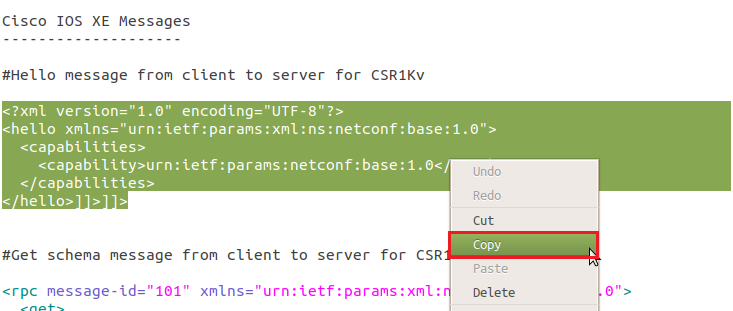 Cisco IOS XE Messages
--------------------
#Hello message from client to server for CSR1Kv
<?xml version="1.0" encoding="UTF-8"?>
<hello xmlns="urn:ietf:params:xml:ns:netconf:base:1.0">
<capabilities>
<capability>urn:ietf:params:netconf:base:1.0</
</capabilities>
</hello>]]>]]>
#Get schema message from client to server for CSR1
<rpc message-id="101" xmlns="urn:ietf:params:xml:n .0">
<get>
Undo
Redo
Cut
Copy
Paste
Delete